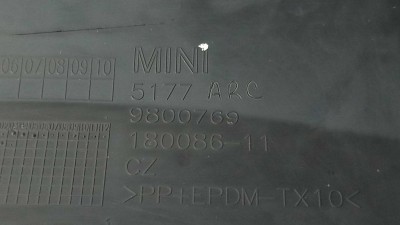 06 07 08 09 10
MINI
5177 ARC
9800769
180086-11
CZ
>PP+EPDM-TX10<